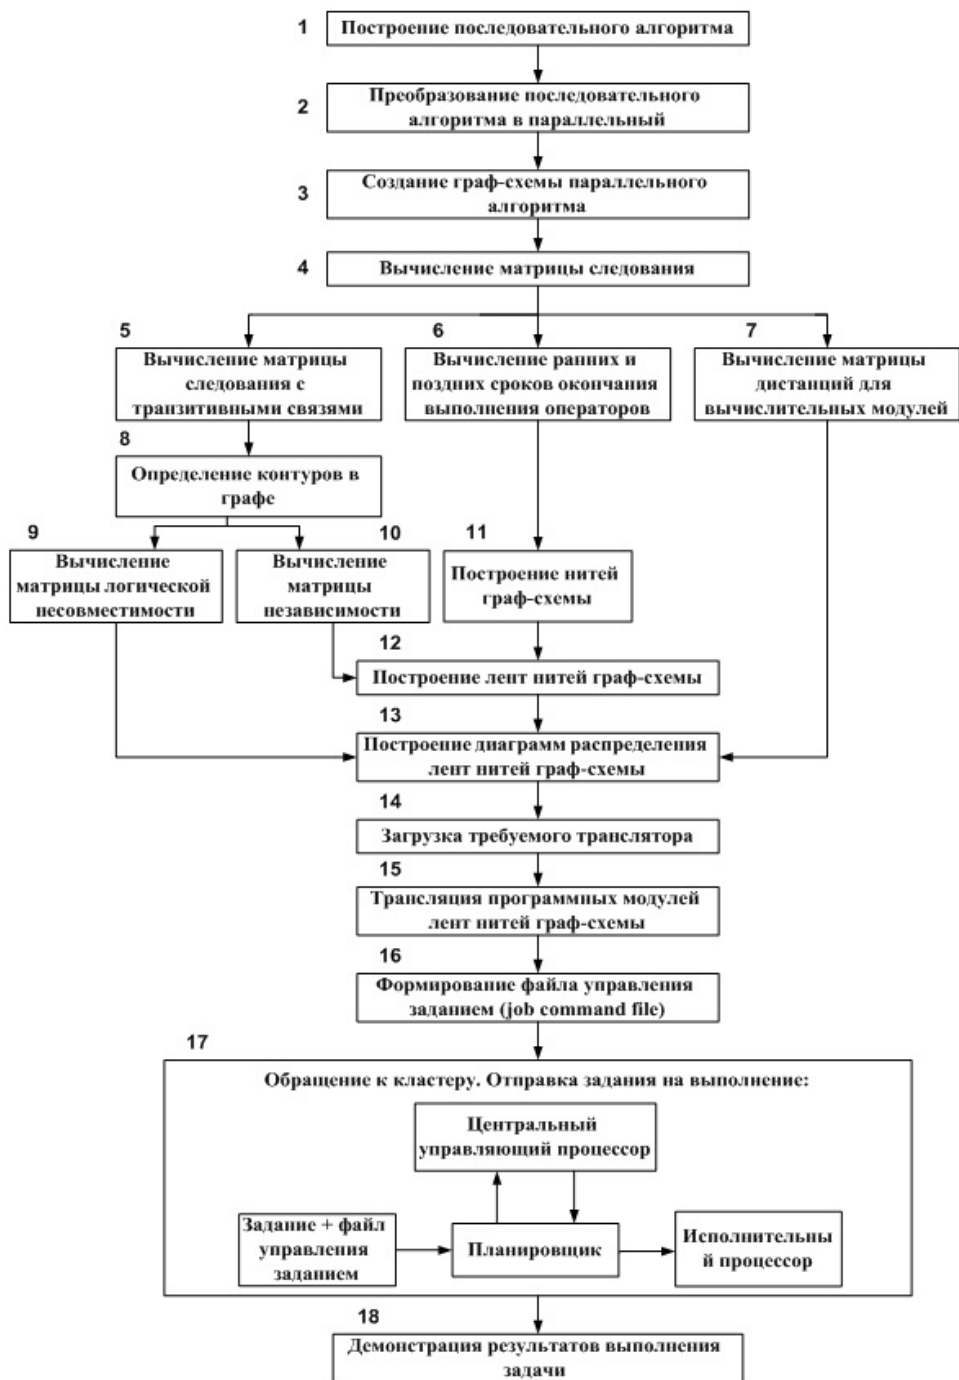 1
Построение последовательного алгоритма
2
Преобразование последовательного
алгоритма в параллельный
3
Создание граф-схемы параллельного
алгоритма
4
Вычисление матрицы следования
5
Вычисление матрицы
следования с
транзитивными связями
6
Вычисление ранних и
поздних сроков окончания
выполнения операторов
7
Вычисление матрицы
дистанций для
вычислительных модулей
8
Определение контуров в
графе
9
Вычисление
матрицы логической
несовместимости
10
Вычисление
матрицы
независимости
11
Построение нитей
граф-схемы
12
Построение лент нитей граф-схемы
13
Построение диаграмм распределения
лент нитей граф-схемы
14
Загрузка требуемого транслятора
15
Трансляция программных модулей
лент нитей граф-схемы
16
Формирование файла управления
заданием (job command file)
17
Обращение к кластеру. Отправка задания на выполнение:
Центральный
управляющий процессор
Задание + файл
управления
заданием
Планировщик
Исполнительны
й процессор
18
Демонстрация результатов выполнения
задачи